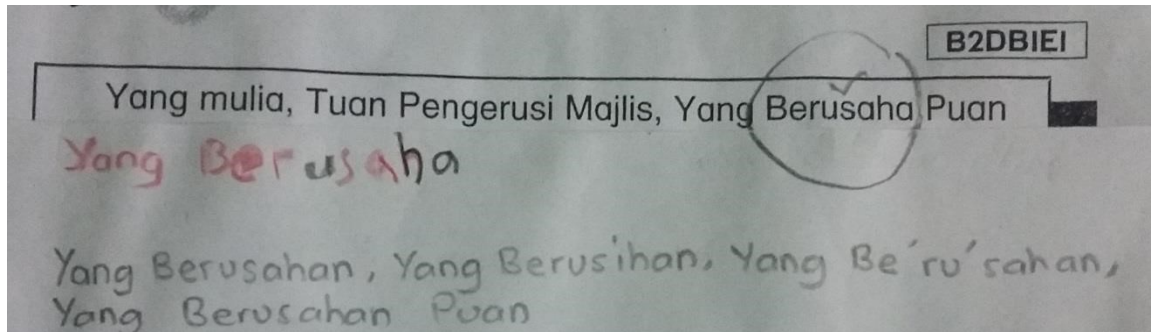 B2DB1E1
Yang mulia, Tuan Pengerusi Majlis, Yang Berusaha Puan
Yang Berusaha
Yang Berusahan, Yang Berusihan, Yang Be'ru'sahan,
Yang Berusahan Puan